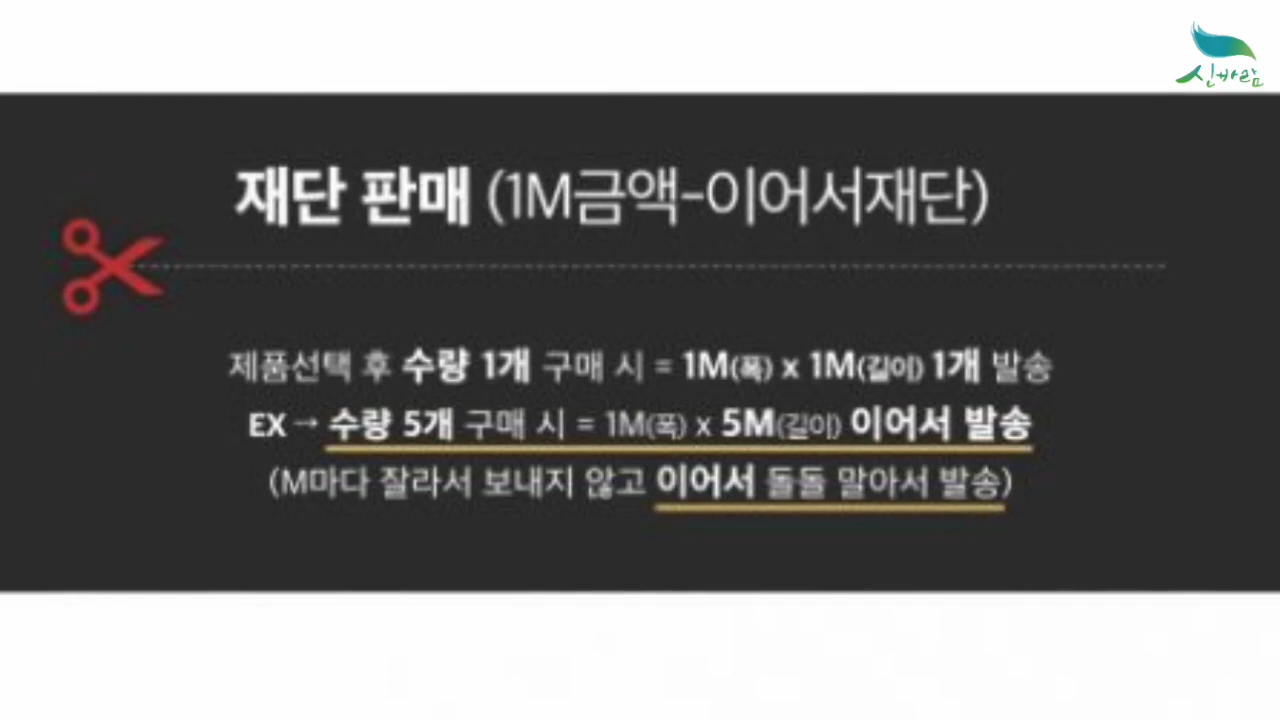 신바람
재단 판매 (1M금액-이어서재단)
제품선택 후 수량 1개 구매 시 = 1M(폭) x 1M(길이) 1개 발송
EX → 수량 5개 구매 시 = 1M(폭) x 5M(길이) 이어서 발송
(M마다 잘라서 보내지 않고 이어서 돌돌 말아서 발송)